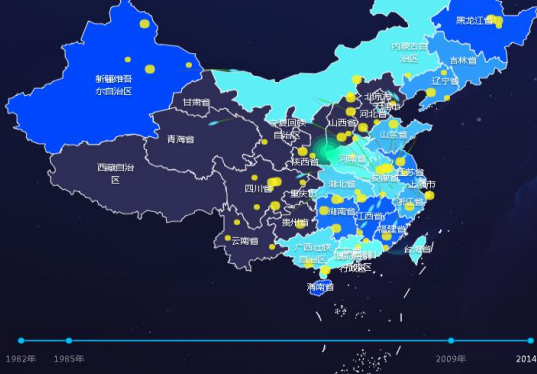 黑龙江省
内蒙古自
治区
吉林省
辽宁省
新疆维吾
尔自治区
甘肃省
北京市
天津市
河北省
山西省
宁夏回族
自治区
山东省
青海省
陕西省
河南省
西藏自治
区
四川省
重庆市
湖北省
安徽省
江苏省
上海市
浙江省
湖南省
江西省
贵州省
福建省
云南省
广西壮族
自治区
台湾省
行政区
海南省
1982年
1985年
2009年
2014